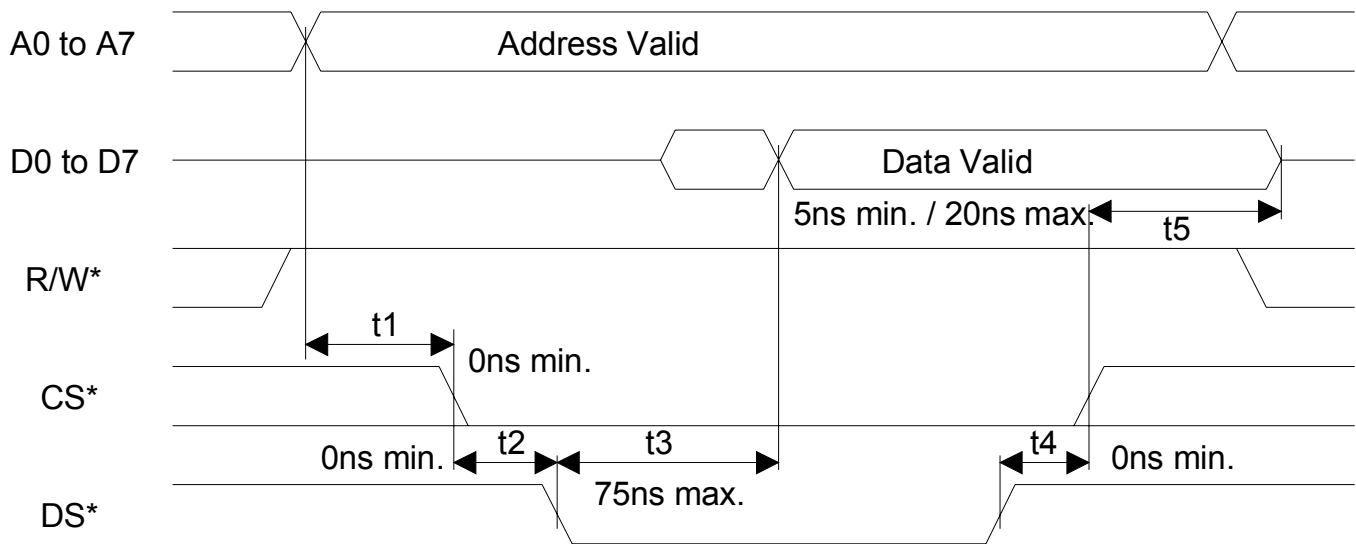 A0 to A7
Address Valid
D0 to D7
Data Valid
5ns min. / 20ns max.
t5
R/W*
t1
0ns min.
CS*
0ns min.
t2
t3
t4
0ns min.
75ns max.
DS*